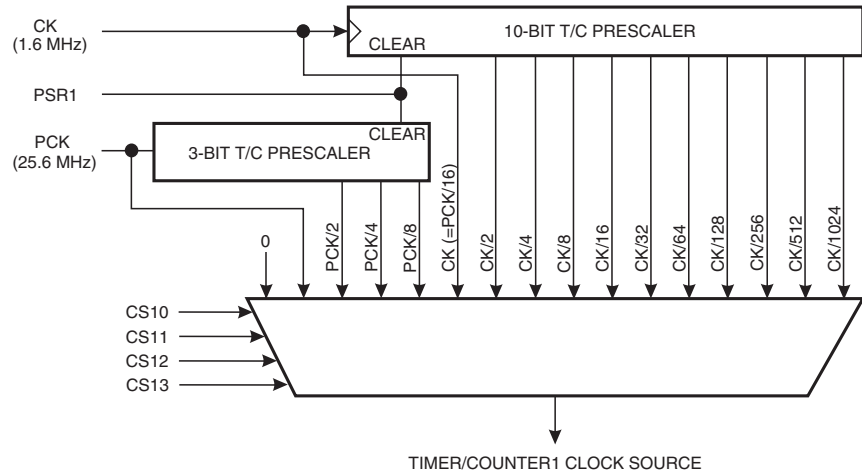 CK
(1.6 MHz)
10-BIT T/C PRESCALER
CLEAR
PSR1
CLEAR
PCK
(25.6 MHz)
3-BIT T/C PRESCALER
0
PCK/2
PCK/4
PCK/8
CK (=PCK/16)
CK/2
CK/4
CK/8
CK/16
CK/32
CK/64
CK/128
CK/256
CK/512
CK/1024
CS10
CS11
CS12
CS13
TIMER/COUNTER1 CLOCK SOURCE